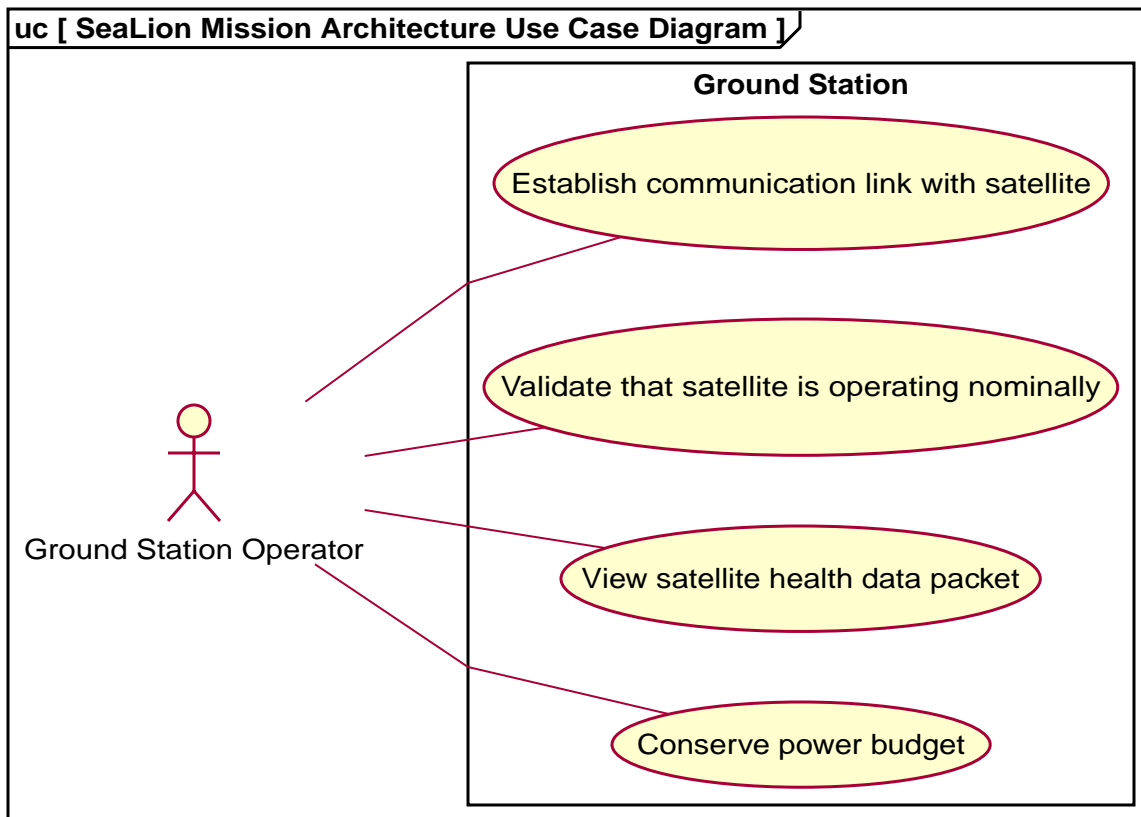 uc [ SeaLion Mission Architecture Use Case Diagram ]
Ground Station
Establish communication link with satellite
Validate that satellite is operating nominally
Ground Station Operator
View satellite health data packet
Conserve power budget